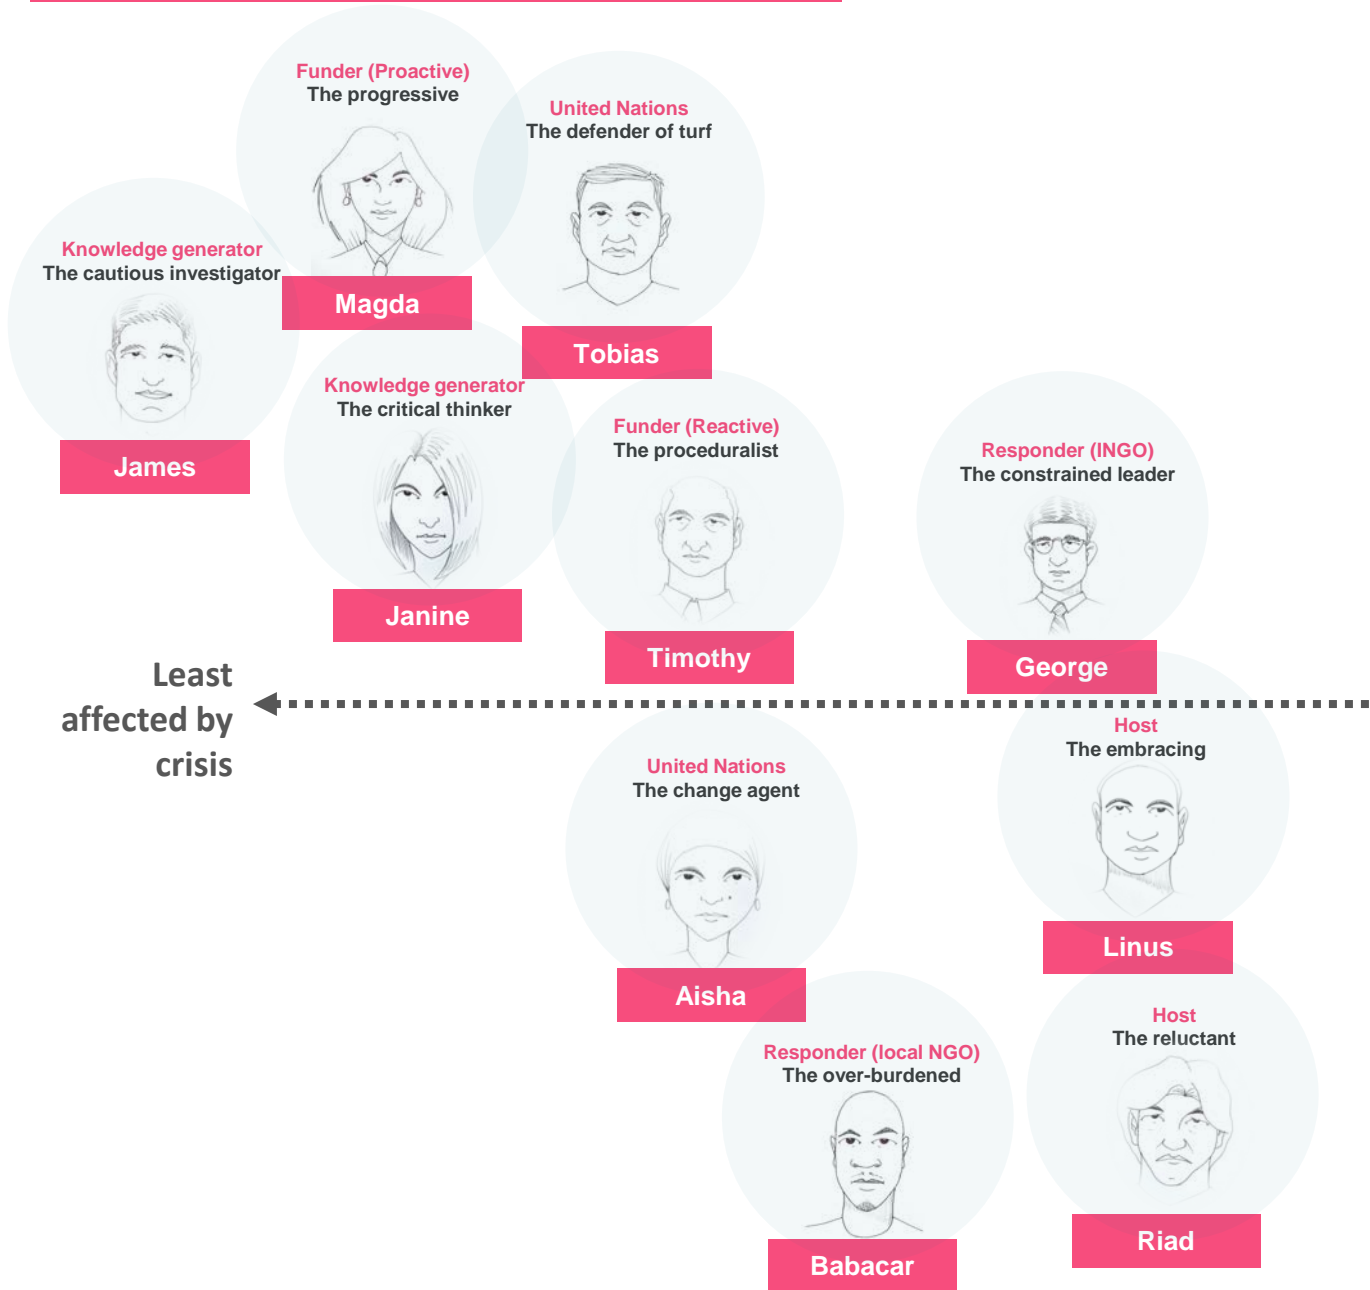 Funder (Proactive)
The progressive
Magda
United Nations
The defender of turf
Tobias
Knowledge generator
The cautious investigator
James
Knowledge generator
The critical thinker
Janine
Funder (Reactive)
The proceduralist
Timothy
Responder (INGO)
The constrained leader
George
Least
affected by
crisis
United Nations
The change agent
Aisha
Host
The embracing
Linus
Responder (local NGO)
The over-burdened
Babacar
Host
The reluctant
Riad